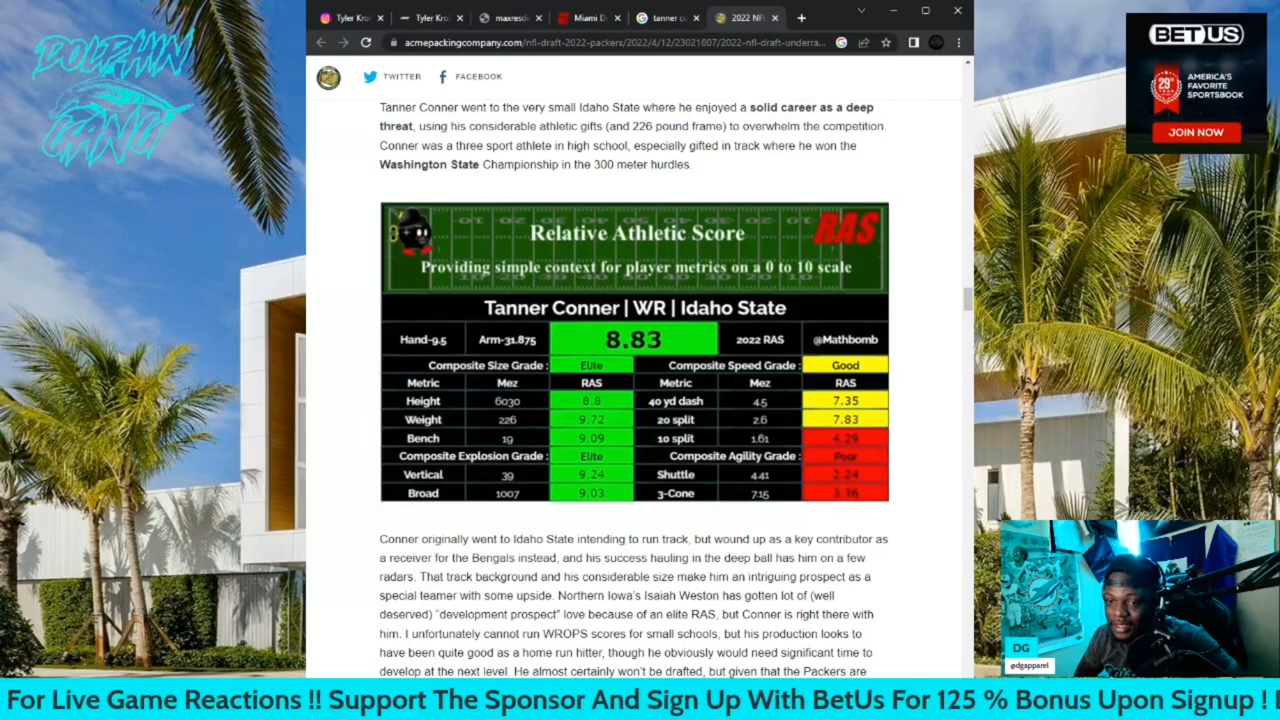 DOLPHIN
GANG
Tyler Kro
Tyler Kro
maxresde
Miami D
tanner co
2022 NF
acmepackingcompany.com/nfl-draft-2022-packers/2022/4/12/23021807/2022-nfl-draft-underra...
TWITTER
FACEBOOK
Tanner Conner went to the very small Idaho State where he enjoyed a solid career as a deep
threat, using his considerable athletic gifts (and 226 pound frame) to overwhelm the competition.
Conner was a three sport athlete in high school, especially gifted in track where he won the
Washington State Championship in the 300 meter hurdles.
Relative Athletic Score
RAS
Providing simple context for player metrics on a 0 to 10 scale
Tanner Conner | WR | Idaho State
Hand-9.5 Arm-31.875 8.83 2022 RAS @Mathbomb
Composite Size Grade : Elite Composite Speed Grade : Good
Metric Mez RAS Metric Mez RAS
Height 6030 8.8 40 yd dash 4.5 7.35
Weight 226 9.72 20 split 2.6 7.83
Bench 19 9.09 10 split 1.61 4.29
Composite Explosion Grade : Elite Composite Agility Grade : Poor
Vertical 39 9.24 Shuttle 4.41 2.24
Broad 1007 9.03 3-Cone 7.15 3.36
Conner originally went to Idaho State intending to run track, but wound up as a key contributor as
a receiver for the Bengals instead, and his success hauling in the deep ball has him on a few
radars. That track background and his considerable size make him an intriguing prospect as a
special teamer with some upside. Northern Iowa's Isaiah Weston has gotten lot of (well
deserved) "development prospect" love because of an elite RAS, but Conner is right there with
him. I unfortunately cannot run WROPS scores for small schools, but his production looks to
have been quite good as a home run hitter, though he obviously would need significant time to
develop at the next level. He almost certainly won't be drafted, but given that the Packers are
BETUS
29TH
YEAR
AMERICA'S
FAVORITE
SPORTSBOOK
JOIN NOW
DG
@dgapparel
For Live Game Reactions !! Support The Sponsor And Sign Up With BetUs For 125 % Bonus Upon Signup !